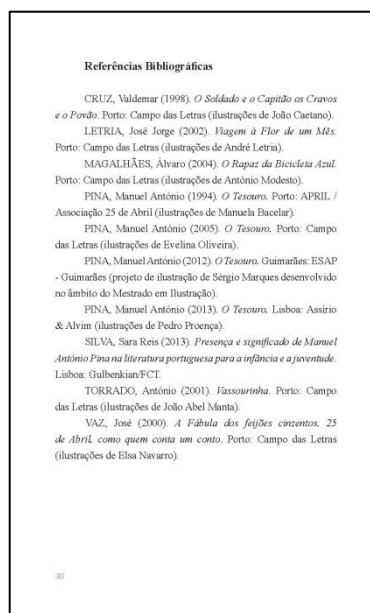 Referências Bibliográficas
CRUZ, Valdemar (1998). O Soldado e o Capitão os Cravos
e o Povão. Porto: Campo das Letras (ilustrações de João Caetano).
LETRIA, José Jorge (2002). Viagem à Flor de um Mês.
Porto: Campo das Letras (ilustrações de André Letria).
MAGALHÃES, Álvaro (2004). O Rapaz da Bicicleta Azul.
Porto: Campo das Letras (ilustrações de António Modesto).
PINA, Manuel António (1994). O Tesouro. Porto: APRIL /
Associação 25 de Abril (ilustrações de Manuela Bacelar).
PINA, Manuel António (2005). O Tesouro. Porto: Campo
das Letras (ilustrações de Evelina Oliveira).
PINA, Manuel António (2012). O Tesouro. Guimarães: ESAP
- Guimarães (projeto de ilustração de Sérgio Marques desenvolvido
no âmbito do Mestrado em Ilustração).
PINA, Manuel António (2013). O Tesouro. Lisboa: Assírio
& Alvim (ilustrações de Pedro Proença).
SILVA, Sara Reis (2013). Presença e significado de Manuel
António Pina na literatura portuguesa para a infância e a juventude.
Lisboa: Gulbenkian/FCT.
TORRADO, António (2001). Vassourinha. Porto: Campo
das Letras (ilustrações de João Abel Manta).
VAZ, José (2000). A Fábula dos feijões cinzentos. 25
de Abril, como quem conta um conto. Porto: Campo das Letras
(ilustrações de Elsa Navarro).
30